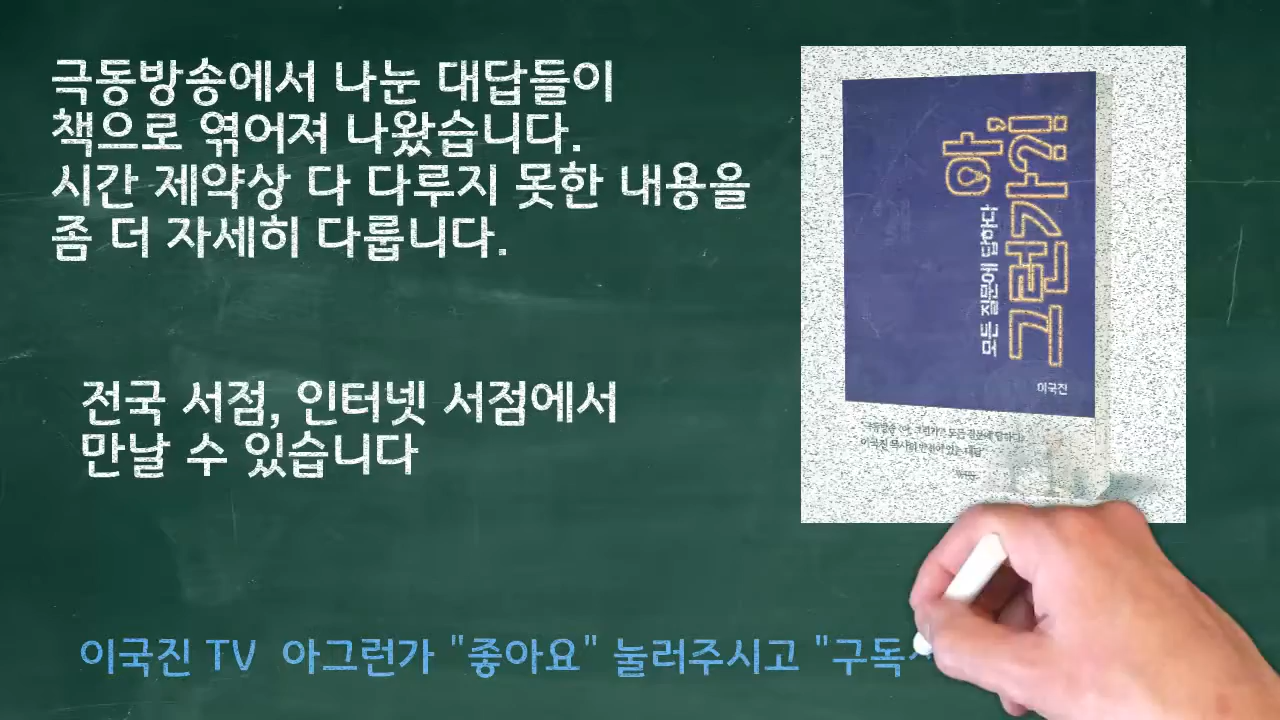 극동방송에서 나눈 대답들이
책으로 엮어져 나왔습니다.
시간 제약상 다 다루지 못한 내용을
좀 더 자세히 다룹니다.
전국 서점, 인터넷 서점에서
만날 수 있습니다
아,
그런가?!
모든 질문에 답하다
이국진
이국진 TV 아그런가 "좋아요" 눌러주시고 "구독